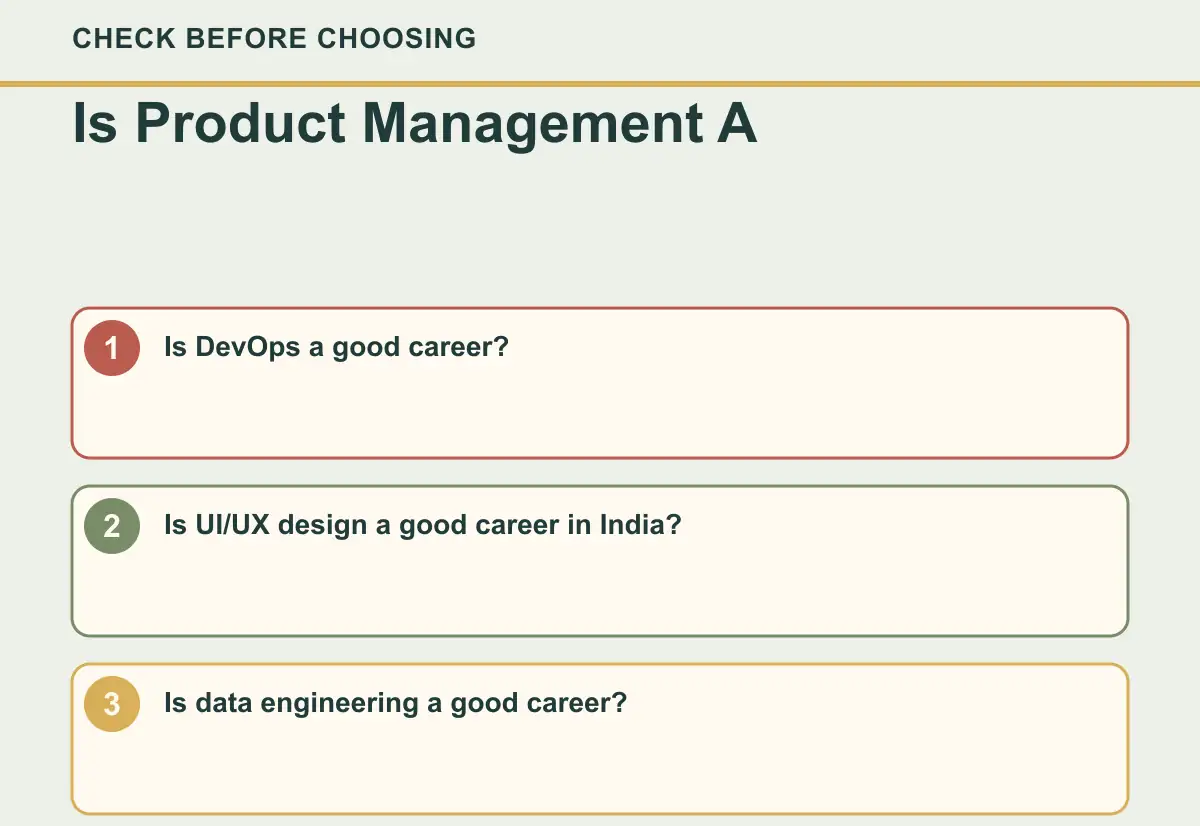 CHECK BEFORE CHOOSING
Is Product Management A
1 Is DevOps a good career?
2 Is UI/UX design a good career in India?
3 Is data engineering a good career?